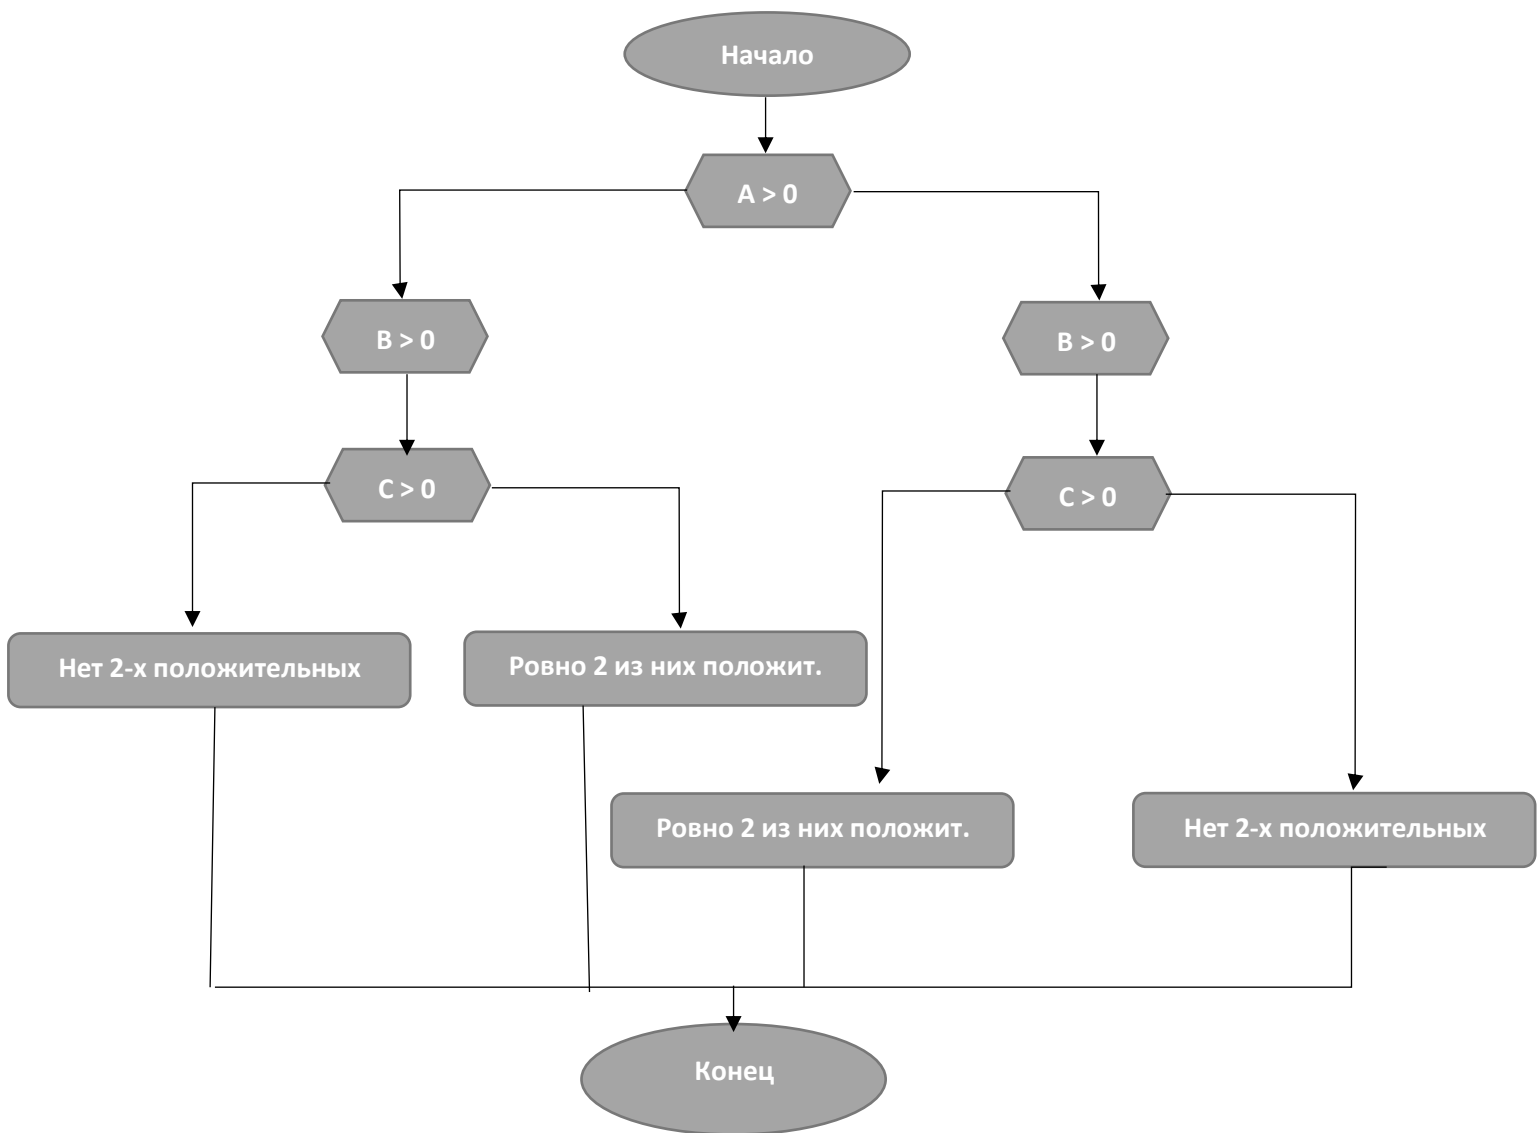 Начало
A > 0
B > 0
B > 0
C > 0
C > 0
Нет 2-х положительных
Ровно 2 из них положит.
Ровно 2 из них положит.
Нет 2-х положительных
Конец